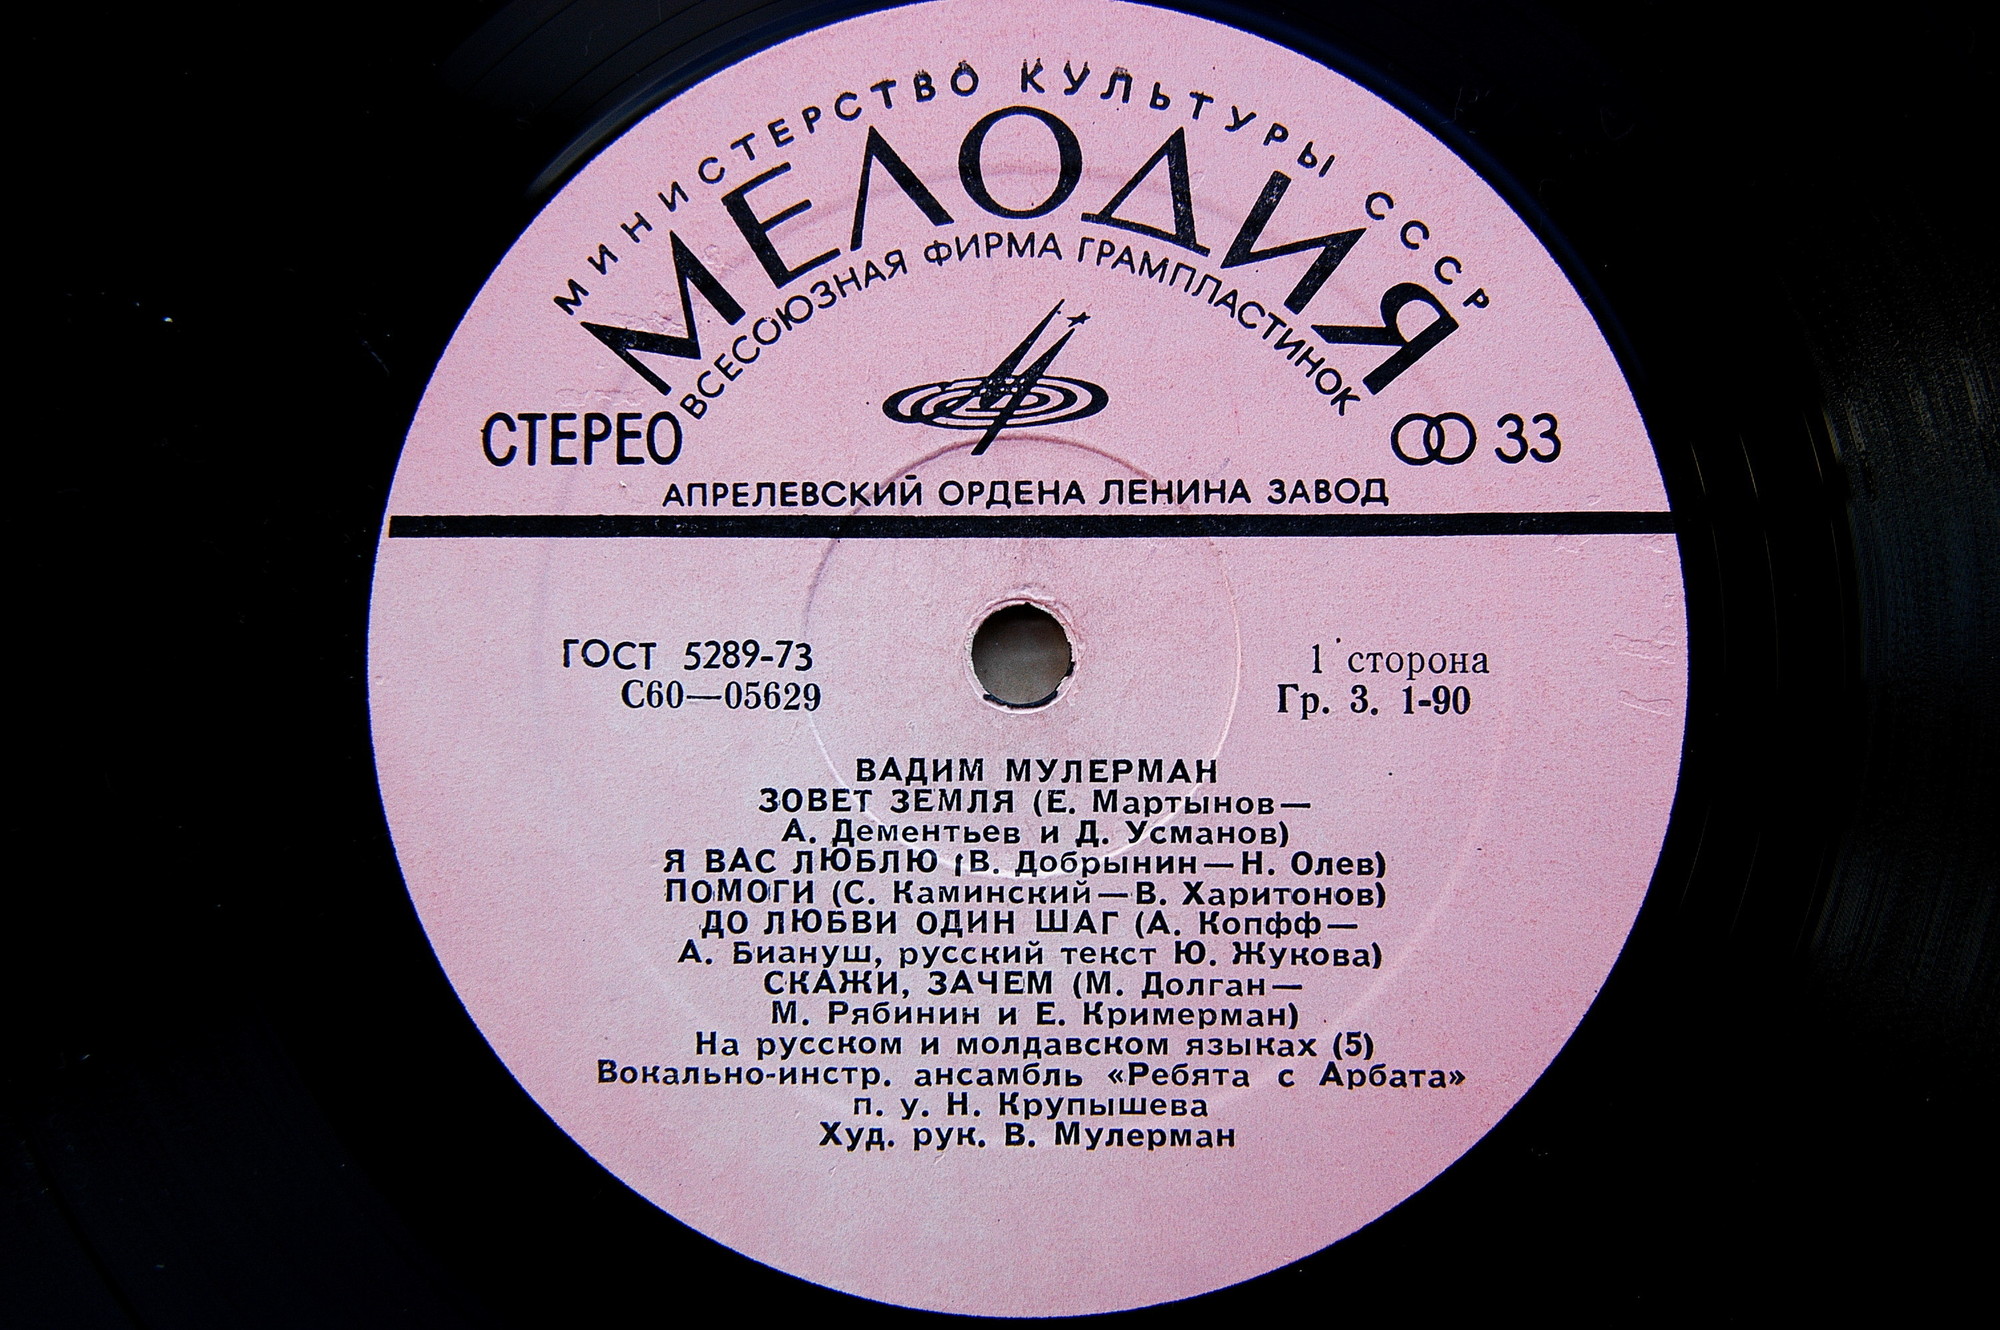 МИНИСТЕРСТВО КУЛЬТУРЫ СССР
МЕЛОДИЯ
ВСЕСОЮЗНАЯ ФИРМА ГРАМПЛАСТИНОК
СТЕРЕО
33
АПРЕЛЕВСКИЙ ОРДЕНА ЛЕНИНА ЗАВОД
ГОСТ 5289-73
С60—05629
1 сторона
Гр. 3. 1-90
ВАДИМ МУЛЕРМАН
ЗОВЕТ ЗЕМЛЯ (Е. Мартынов—
А. Дементьев и Д. Усманов)
Я ВАС ЛЮБЛЮ (В. Добрынин—Н. Олев)
ПОМОГИ (С. Каминский—В. Харитонов)
ДО ЛЮБВИ ОДИН ШАГ (А. Копфф—
А. Биануш, русский текст Ю. Жукова)
СКАЖИ, ЗАЧЕМ (М. Долган—
М. Рябинин и Е. Кримерман)
На русском и молдавском языках (5)
Вокально-инстр. ансамбль «Ребята с Арбата»
п. у. Н. Крупышева
Худ. рук. В. Мулерман